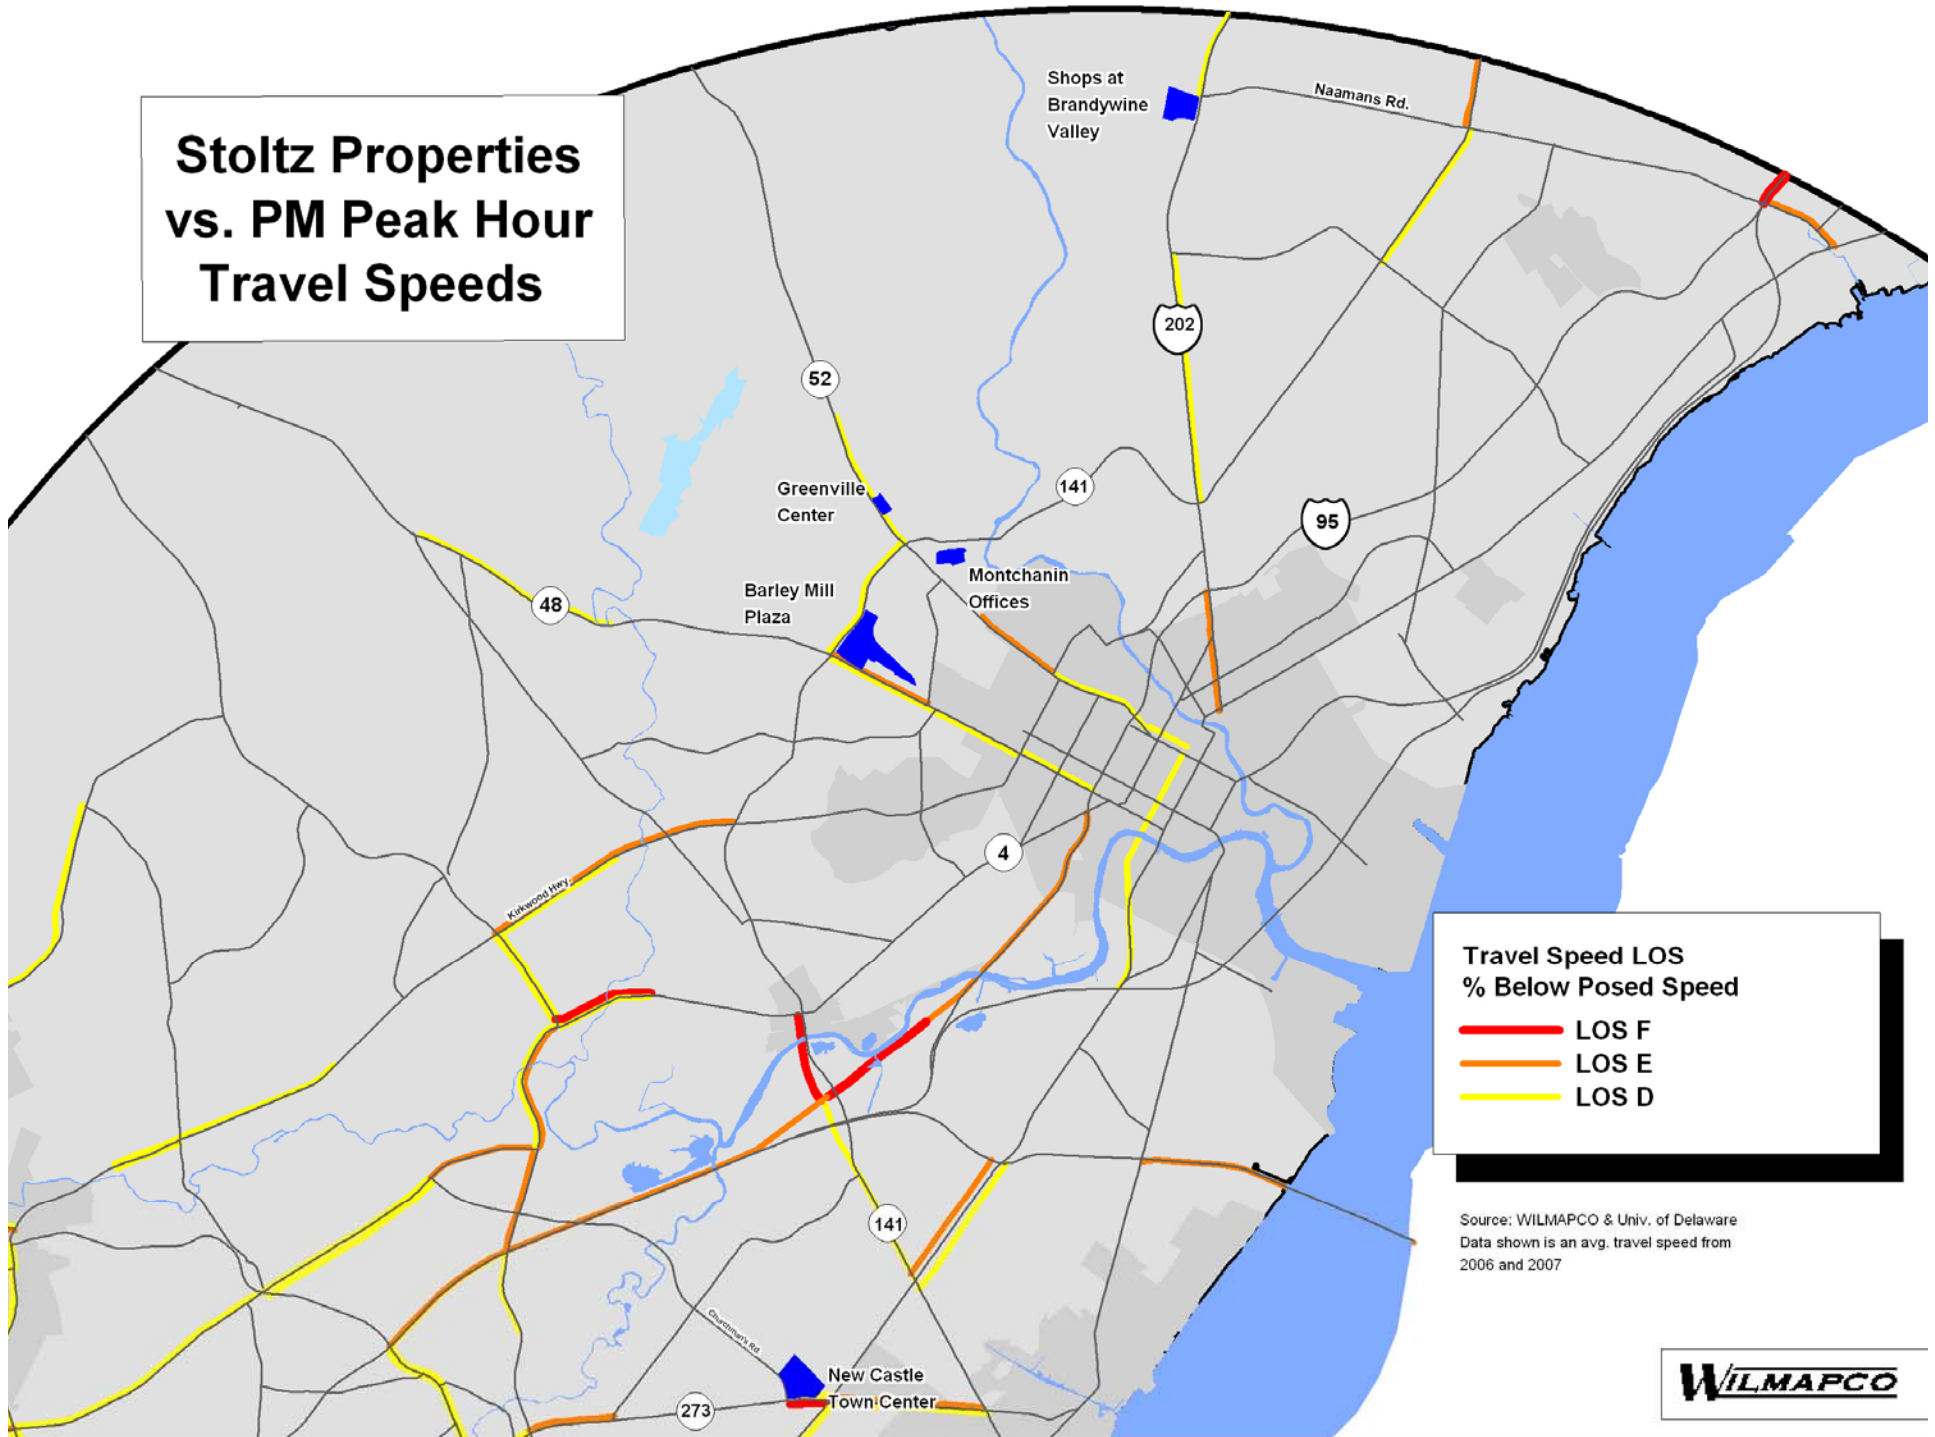 Stoltz Properties
vs. PM Peak Hour
Travel Speeds
Shops at
Brandywine
Valley
Naamans Rd.
202
52
Greenville
Center
141
95
Montchanin
Offices
Barley Mill
Plaza
48
4
Kirkwood Hwy.
Travel Speed LOS
% Below Posed Speed
LOS F
LOS E
LOS D
141
Source: WILMAPCO & Univ. of Delaware
Data shown is an avg. travel speed from
2006 and 2007
Churchman's Rd.
New Castle
Town Center
273
WILMAPCO